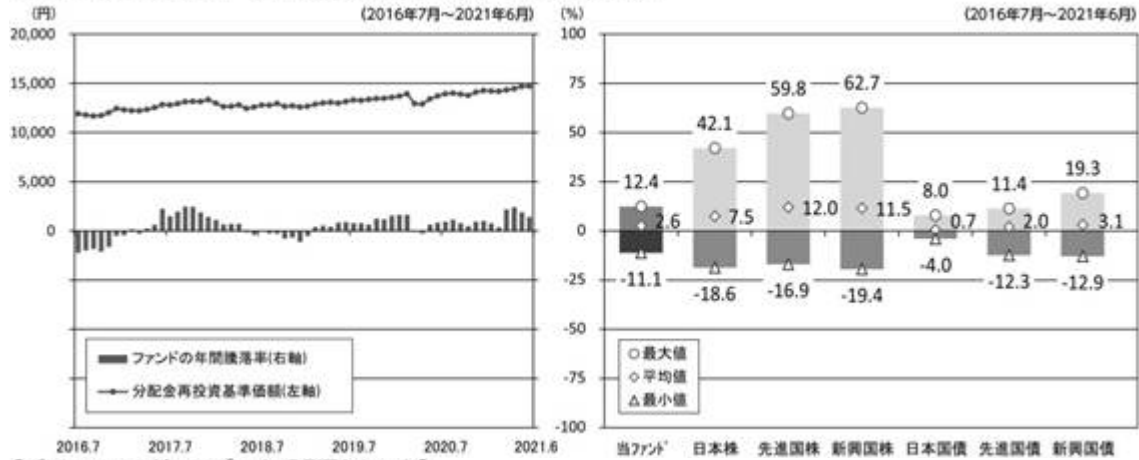 (円)
(2016年7月～2021年6月)
20,000
15,000
10,000
5,000
0
ファンドの年間騰落率(右軸)
分配金再投資基準価額(左軸)
2016.7 2017.7 2018.7 2019.7 2020.7 2021.6
(%)
(2016年7月～2021年6月)
100
75
50
25
0
-25
-50
-75
-100
12.4 42.1 59.8 62.7 8.0 11.4 19.3
2.6 7.5 12.0 11.5 0.7 2.0 3.1
-11.1 -18.6 -16.9 -19.4 -4.0 -12.3 -12.9
○最大値
◇平均値
△最小値
当ファンド 日本株 先進国株 新興国株 日本国債 先進国債 新興国債